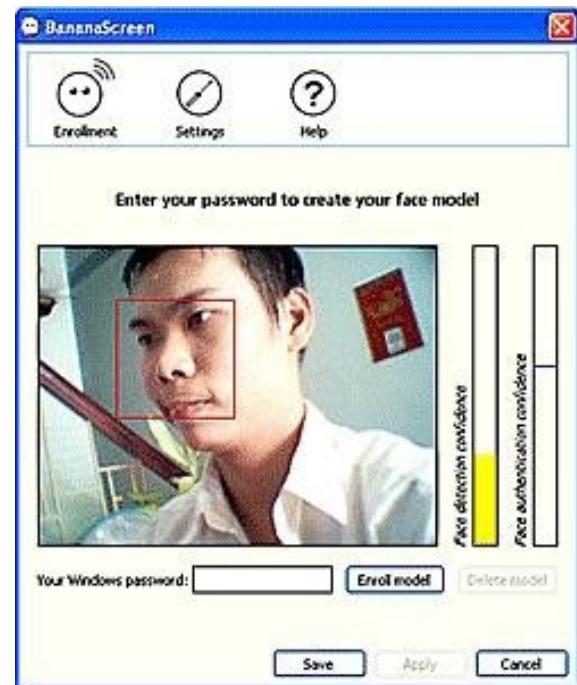 BananaScreen
Enrollment Settings Help
Enter your password to create your face model
Face detection confidence
Face authentication confidence
Your Windows password: Enroll model Delete model
Save Apply Cancel